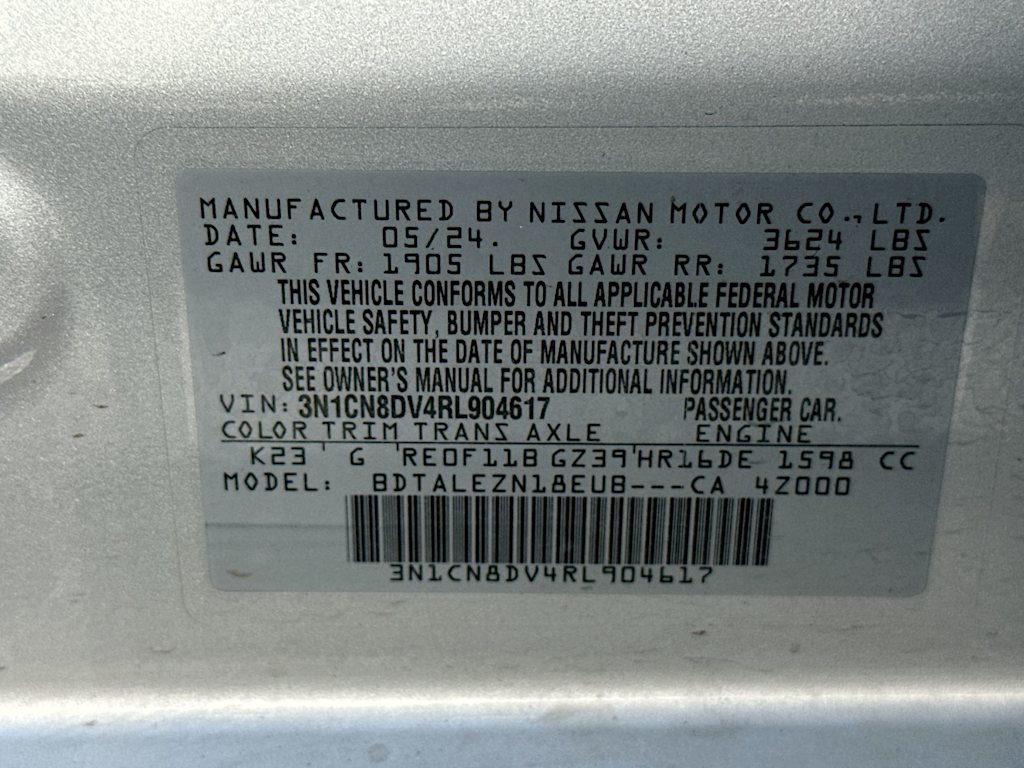 MANUFACTURED BY NISSAN MOTOR CO., LTD.
DATE: 05/24. GVWR: 3624 LBS
GAWR FR: 1905 LBS GAWR RR: 1735 LBS
THIS VEHICLE CONFORMS TO ALL APPLICABLE FEDERAL MOTOR
VEHICLE SAFETY, BUMPER AND THEFT PREVENTION STANDARDS
IN EFFECT ON THE DATE OF MANUFACTURE SHOWN ABOVE.
SEE OWNER'S MANUAL FOR ADDITIONAL INFORMATION.
VIN: 3N1CN8DV4RL904617 PASSENGER CAR.
COLOR TRIM TRANS AXLE ENGINE
K23 G RE0F11B GZ39 HR16DE 1598 CC
MODEL: BDTALEZN18EUB---CA 4Z000
3N1CN8DV4RL904617